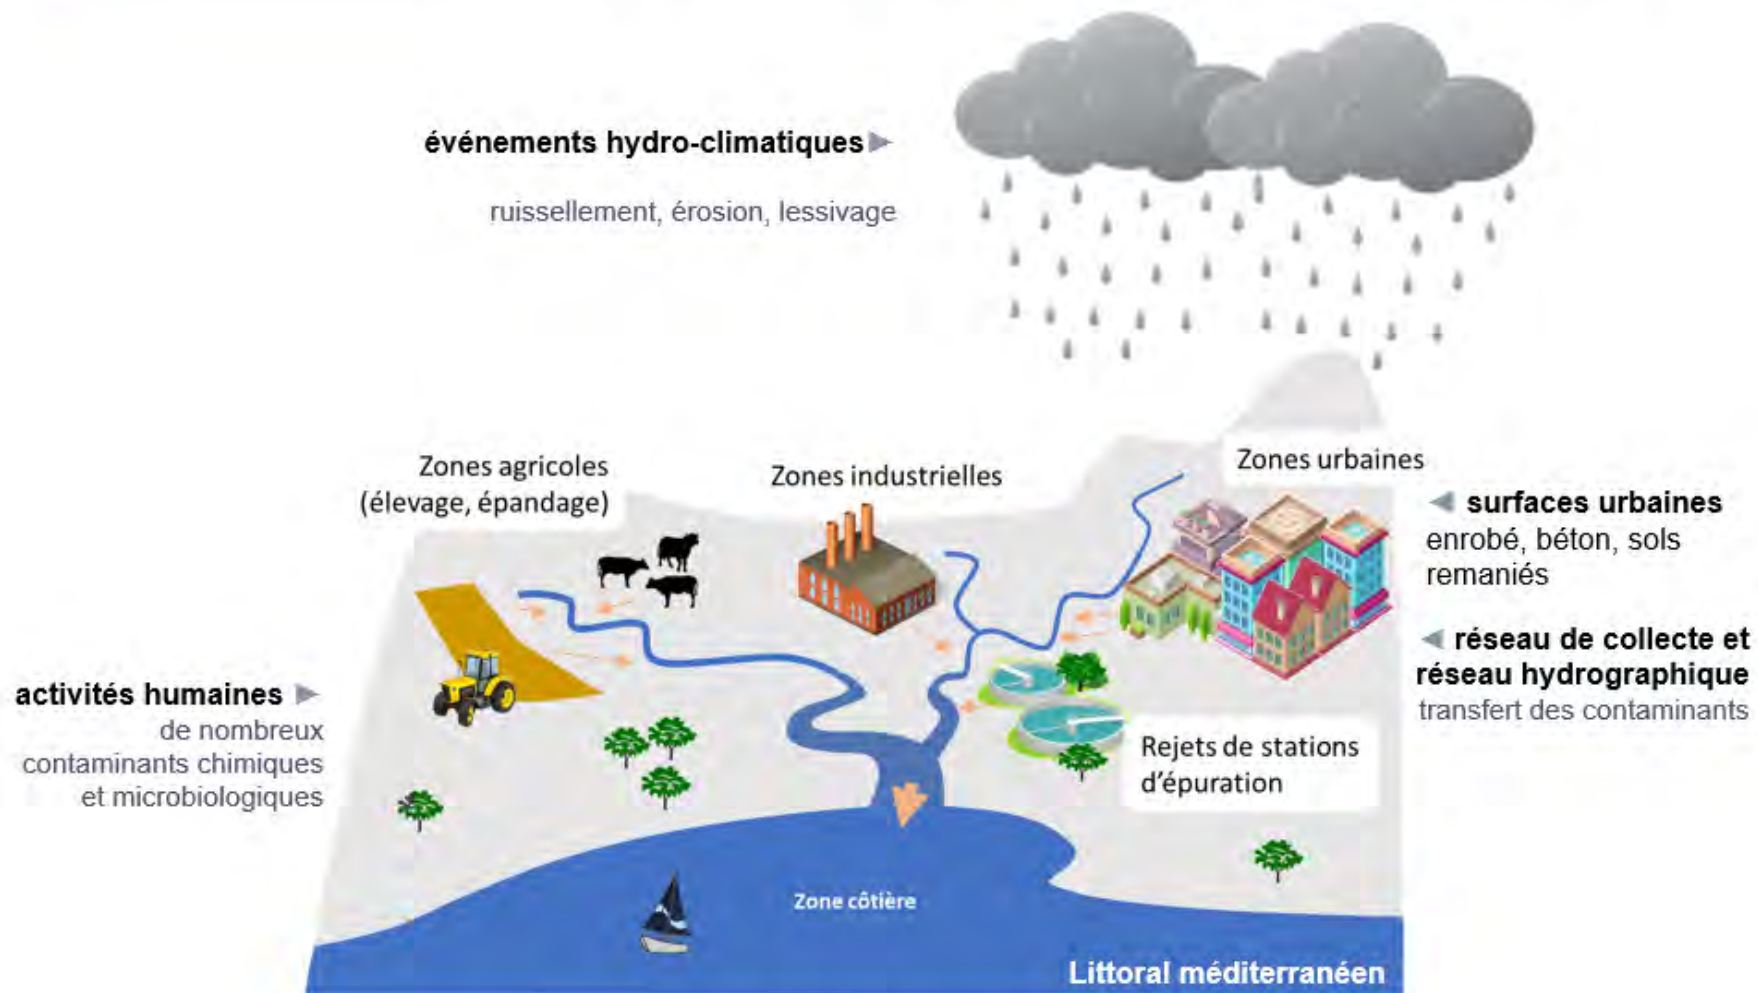 événements hydro-climatiques
ruissellement, érosion, lessivage
Zones agricoles
(élevage, épandage)
Zones industrielles
Zones urbaines
surfaces urbaines
enrobé, béton, sols
remaniés
réseau de collecte et
réseau hydrographique
transfert des contaminants
activités humaines
de nombreux
contaminants chimiques
et microbiologiques
Rejets de stations
d'épuration
Zone côtière
Littoral méditerranéen